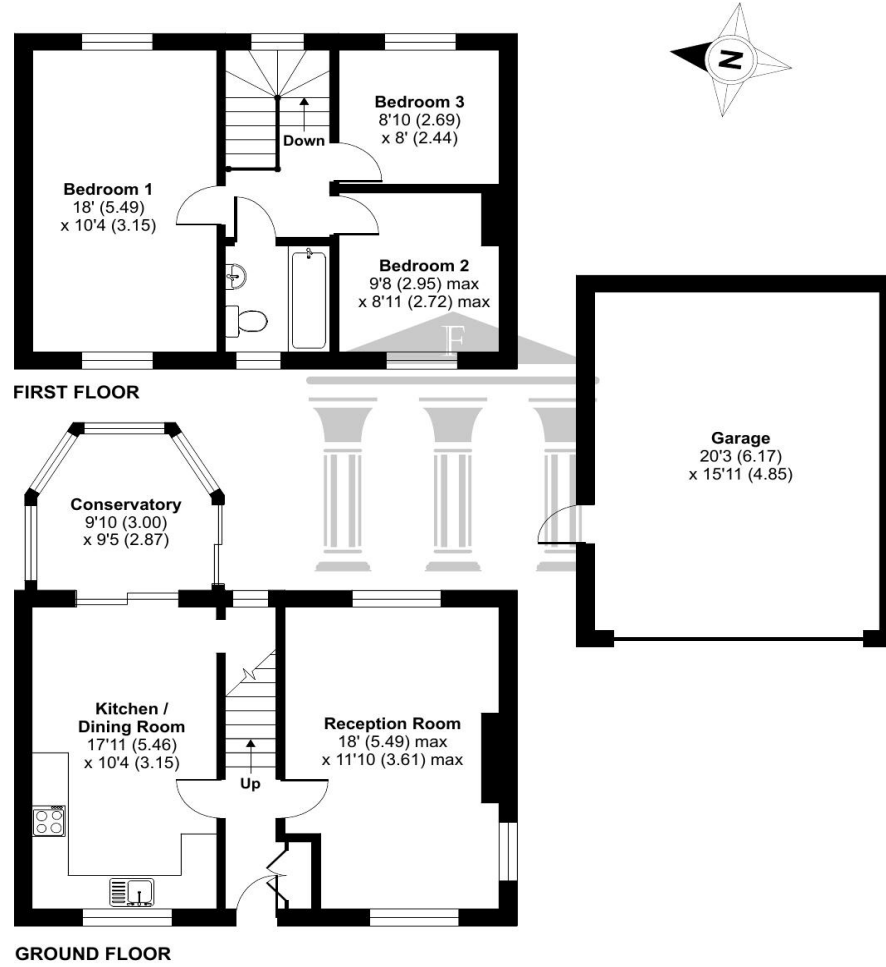 N
Bedroom 3
8'10 (2.69)
x 8' (2.44)
Down
Bedroom 1
18' (5.49)
x 10'4 (3.15)
Bedroom 2
9'8 (2.95) max
x 8'11 (2.72) max
F
FIRST FLOOR
Garage
20'3 (6.17)
x 15'11 (4.85)
Conservatory
9'10 (3.00)
x 9'5 (2.87)
Kitchen /
Dining Room
17'11 (5.46)
x 10'4 (3.15)
Reception Room
18' (5.49) max
x 11'10 (3.61) max
Up
GROUND FLOOR